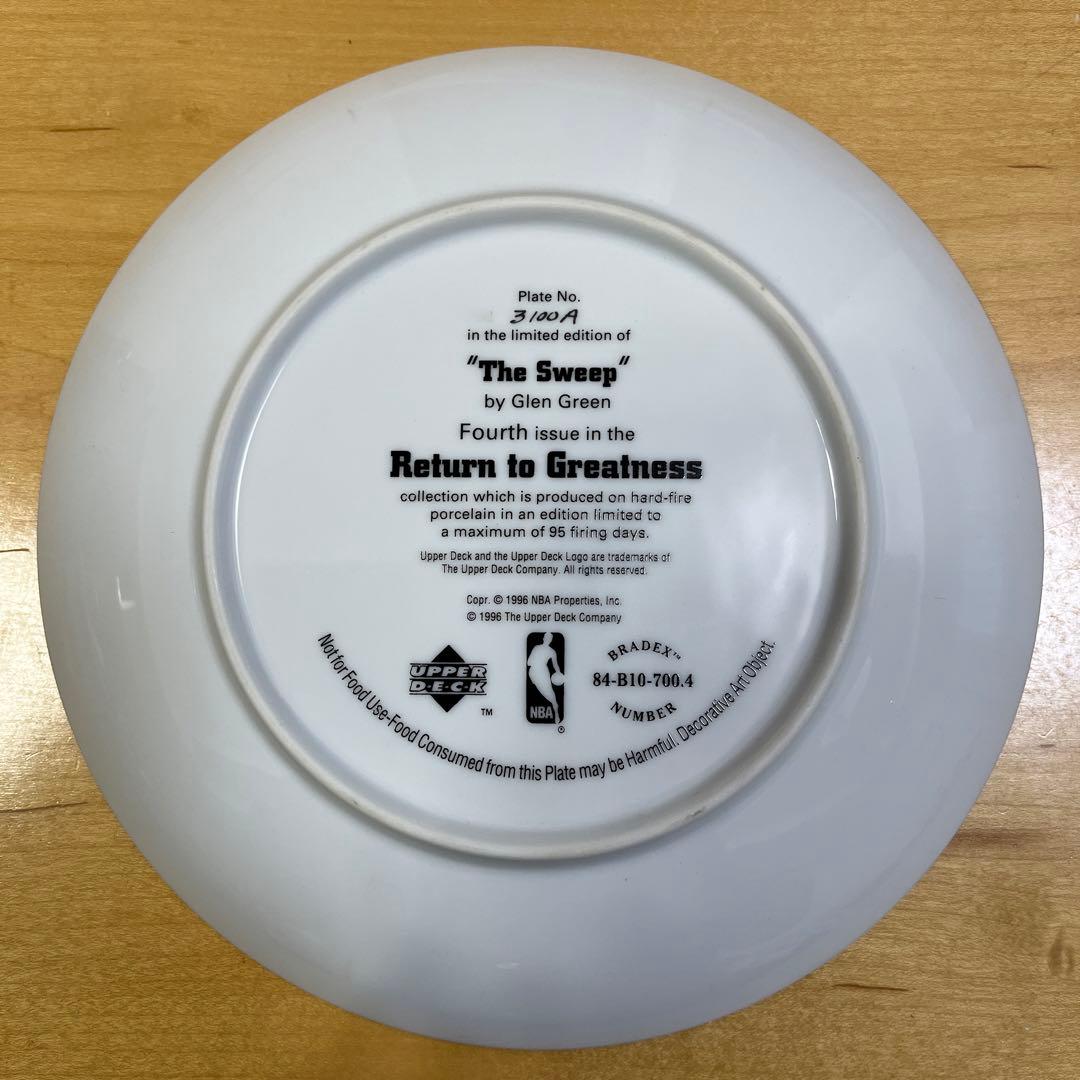 Plate No.
3100A
in the limited edition of
"The Sweep"
by Glen Green
Fourth issue in the
Return to Greatness
collection which is produced on hard-fire
porcelain in an edition limited to
a maximum of 95 firing days.
Upper Deck and the Upper Deck Logo are trademarks of
The Upper Deck Company. All rights reserved.
Copr. © 1996 NBA Properties, Inc.
© 1996 The Upper Deck Company
UPPER
D·E·C·K
™
NBA
®
BRADEX™
84-B10-700.4
NUMBER
Not for Food Use-Food Consumed from this Plate may be Harmful. Decorative Art Object.